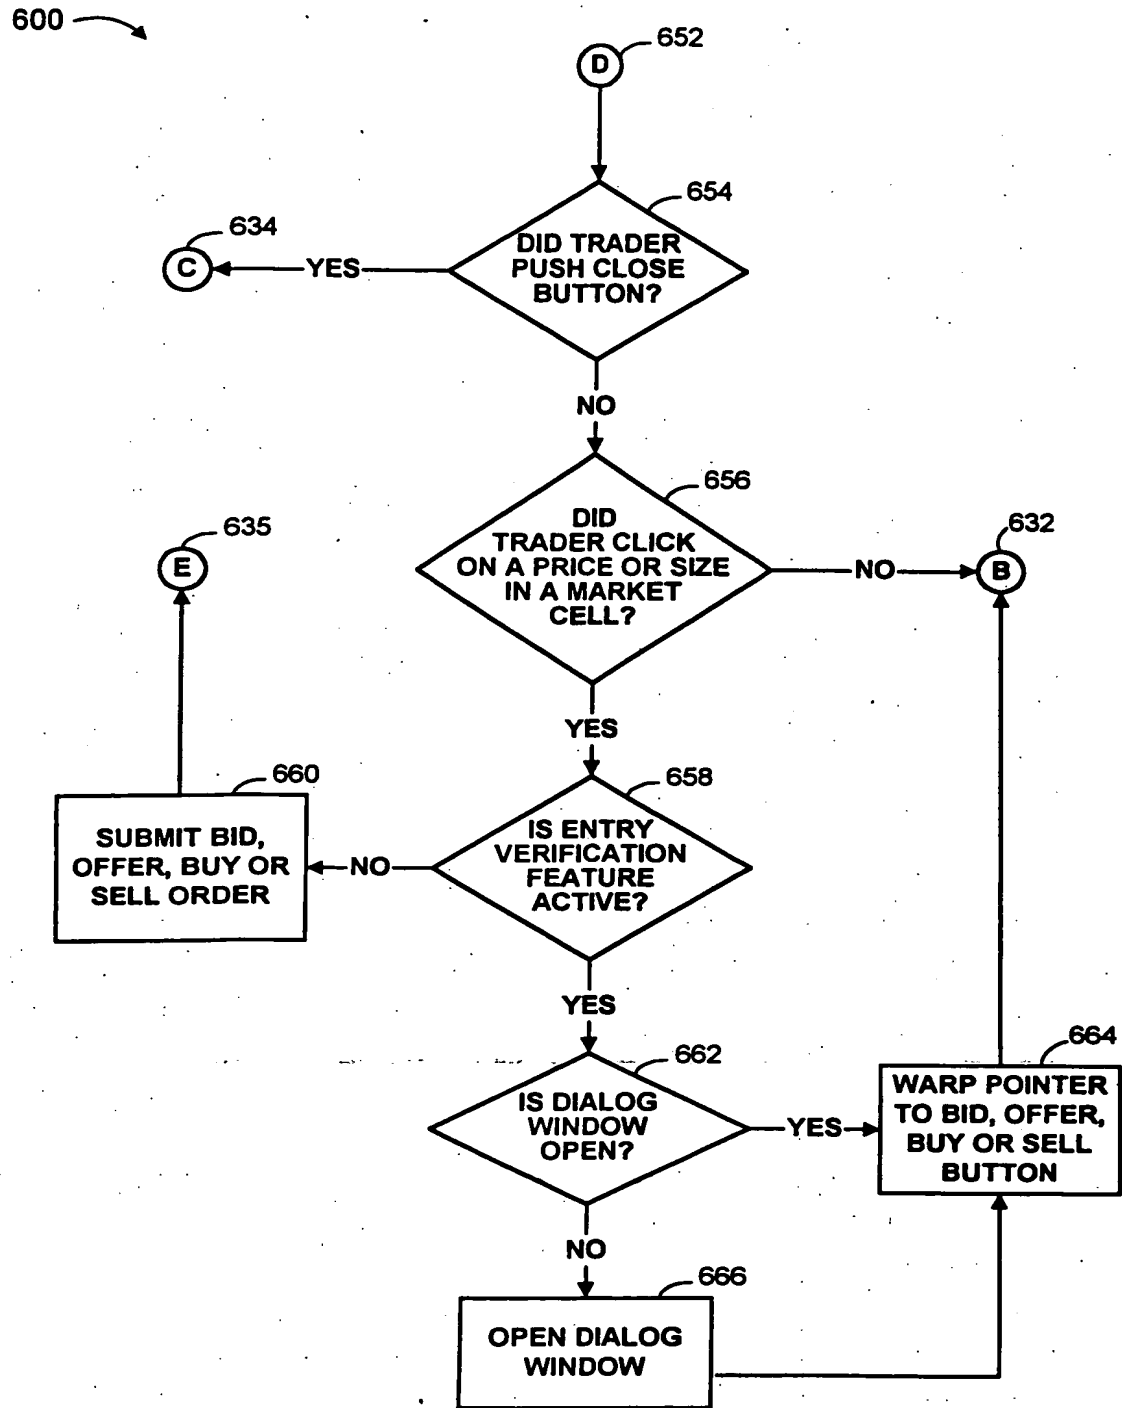 600
D
652
654
DID TRADER
PUSH CLOSE
BUTTON?
634
C
YES
NO
656
DID
TRADER CLICK
ON A PRICE OR SIZE
IN A MARKET
CELL?
635
E
632
B
NO
YES
658
IS ENTRY
VERIFICATION
FEATURE
ACTIVE?
660
SUBMIT BID,
OFFER, BUY OR
SELL ORDER
NO
YES
662
IS DIALOG
WINDOW
OPEN?
YES
664
WARP POINTER
TO BID, OFFER,
BUY OR SELL
BUTTON
NO
666
OPEN DIALOG
WINDOW